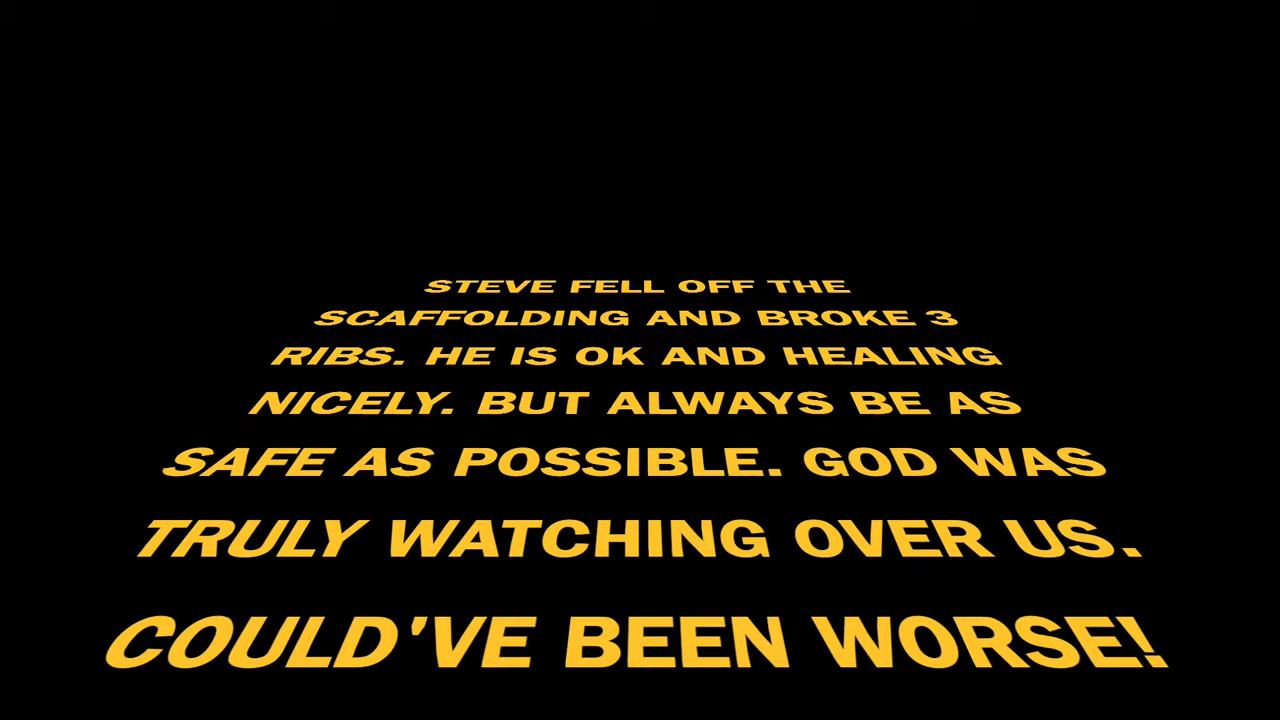 STEVE FELL OFF THE
SCAFFOLDING AND BROKE 3
RIBS. HE IS OK AND HEALING
NICELY. BUT ALWAYS BE AS
SAFE AS POSSIBLE. GOD WAS
TRULY WATCHING OVER US.
COULD'VE BEEN WORSE!